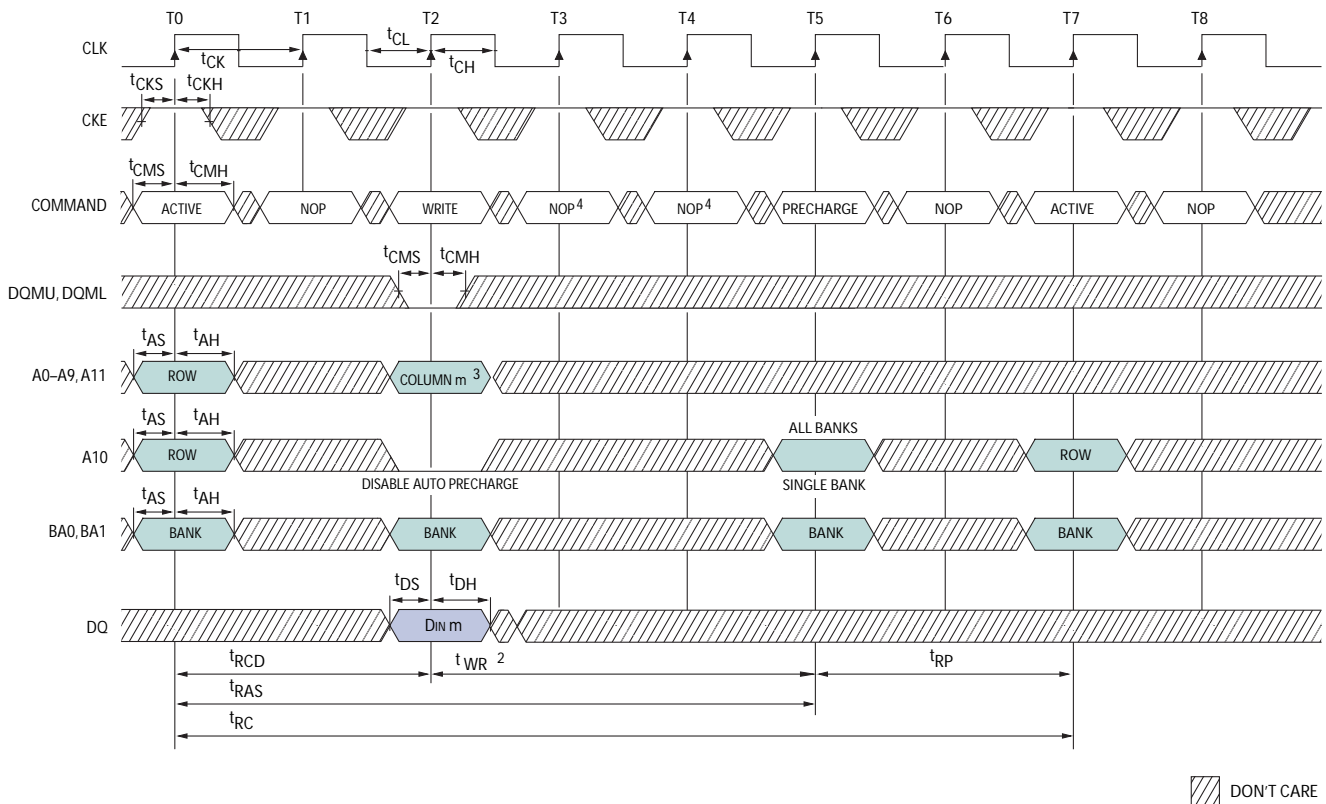 T0 T1 T2 T3 T4 T5 T6 T7 T8
CLK
tCK
tCL
tCH
tCKS tCKH
CKE
tCMS tCMH
COMMAND ACTIVE NOP WRITE NOP4 NOP4 PRECHARGE NOP ACTIVE NOP
tCMS tCMH
DQMU, DQML
tAS tAH
A0–A9, A11 ROW COLUMN m 3
tAS tAH
ALL BANKS
A10 ROW ROW
DISABLE AUTO PRECHARGE SINGLE BANK
tAS tAH
BA0, BA1 BANK BANK BANK BANK
tDS tDH
DQ DIN m
tRCD tWR 2 tRP
tRAS
tRC
DON'T CARE